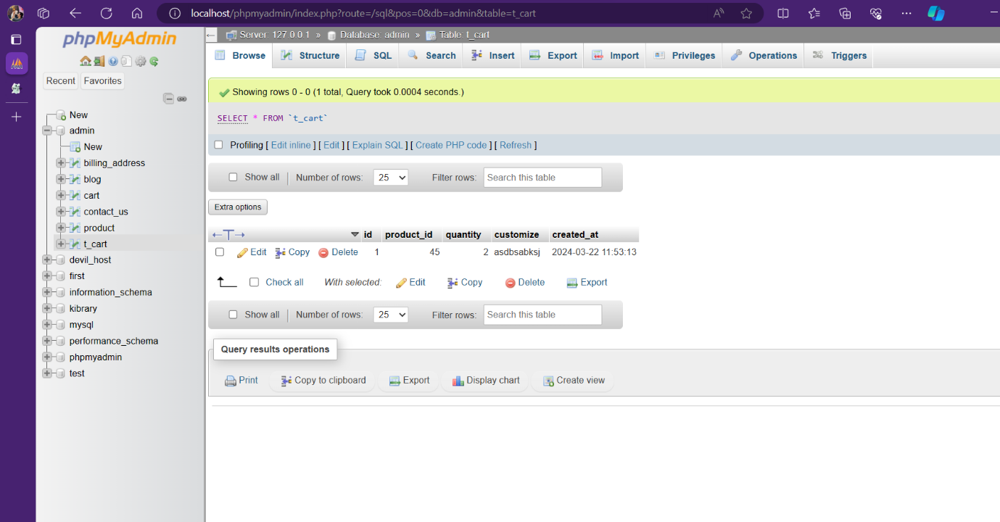 localhost/phpmyadmin/index.php?route=/sql&pos=0&db=admin&table=t_cart
phpMyAdmin
Recent Favorites
New
admin
New
billing_address
blog
cart
contact_us
product
t_cart
devil_host
first
information_schema
kibrary
mysql
performance_schema
phpmyadmin
test
Server: 127.0.0.1 » Database: admin » Table: t_cart
Browse Structure SQL Search Insert Export Import Privileges Operations Triggers
Showing rows 0 - 0 (1 total, Query took 0.0004 seconds.)
SELECT * FROM `t_cart`
Profiling [ Edit inline ] [ Edit ] [ Explain SQL ] [ Create PHP code ] [ Refresh ]
Show all | Number of rows: 25 Filter rows: Search this table
Extra options
id product_id quantity customize created_at
Edit Copy Delete 1 45 2 asdbsabksj 2024-03-22 11:53:13
Check all With selected: Edit Copy Delete Export
Show all | Number of rows: 25 Filter rows: Search this table
Query results operations
Print Copy to clipboard Export Display chart Create view